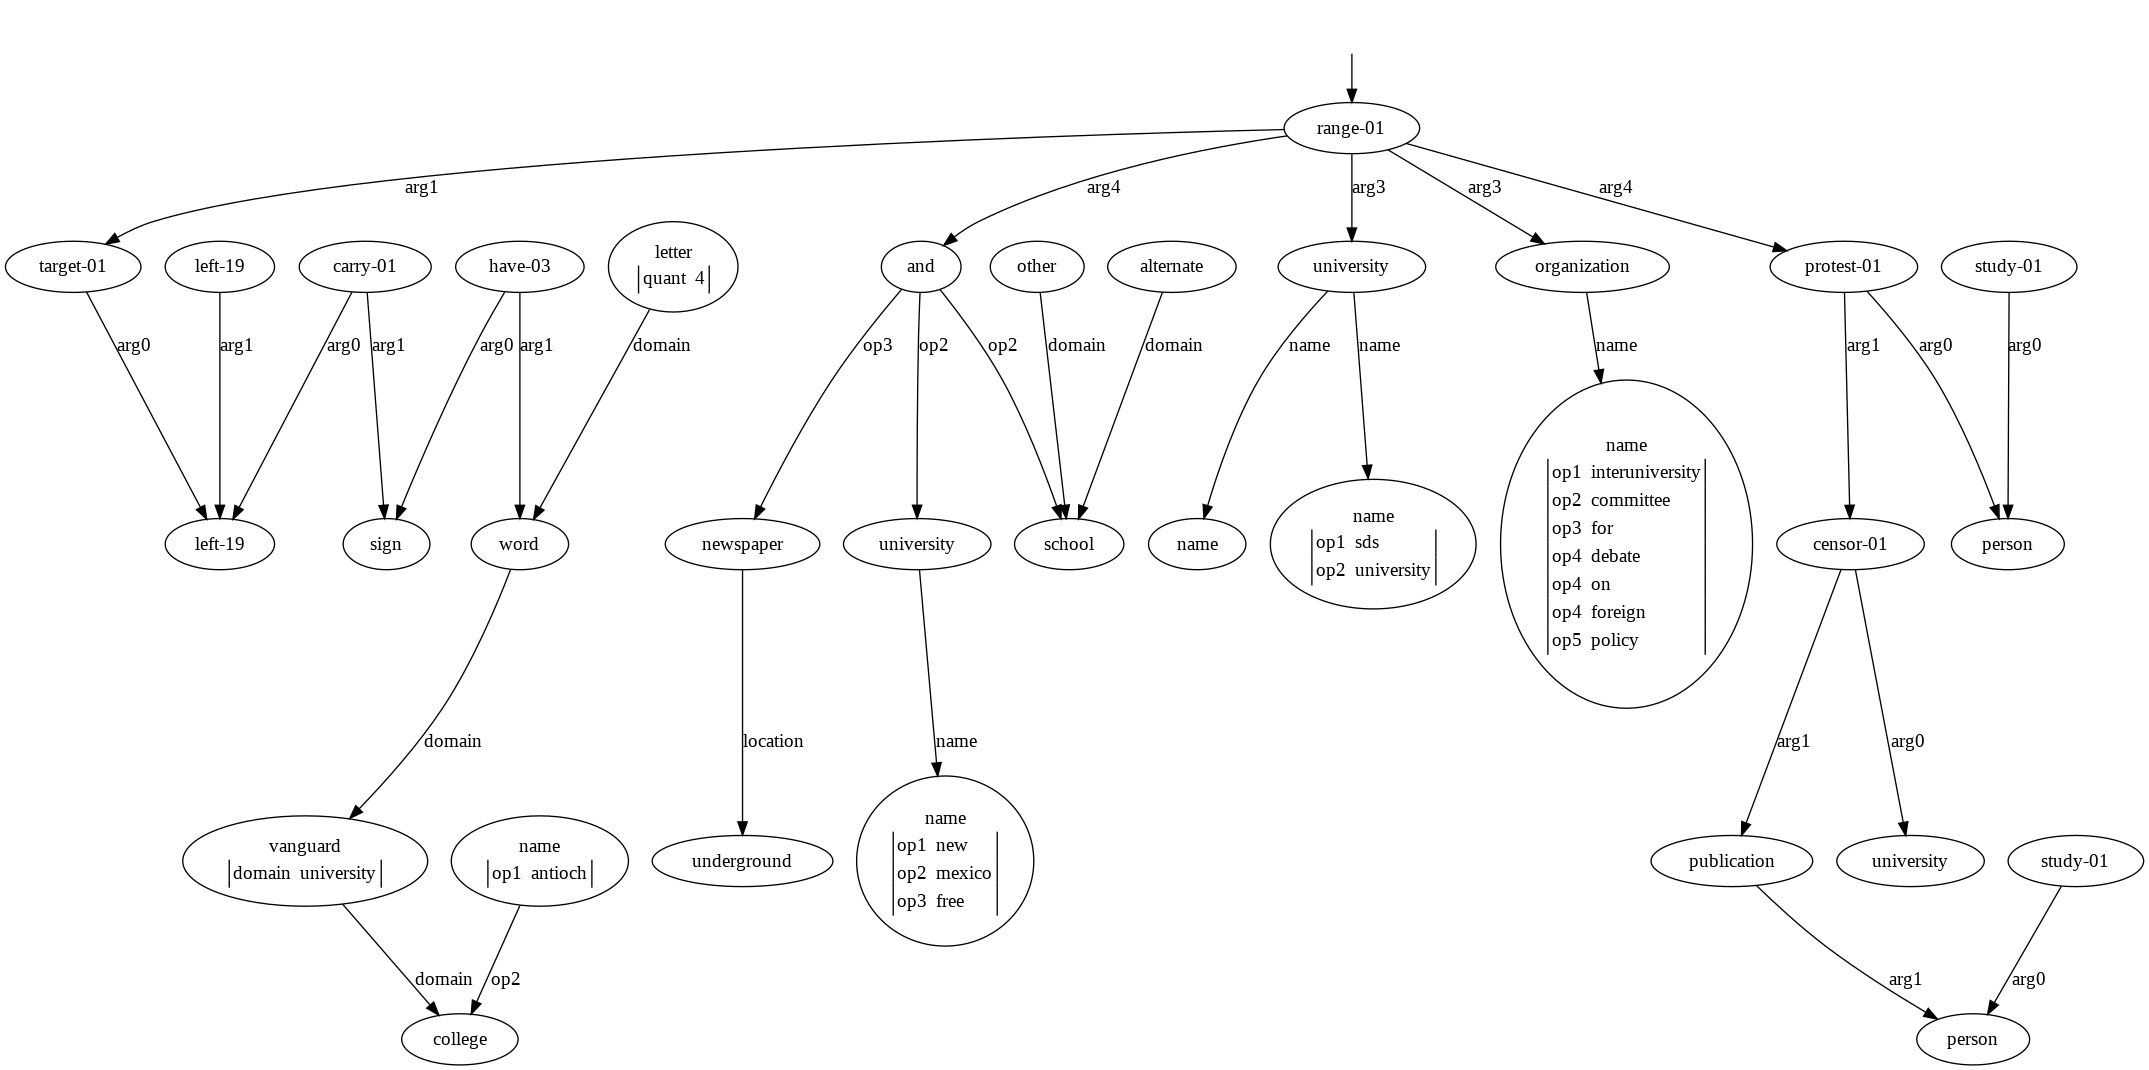 range-01
arg1
arg4
arg3
arg3
arg4
target-01
left-19
carry-01
have-03
letter
quant 4
and
other
alternate
university
organization
protest-01
study-01
arg0
arg1
arg0
arg1
arg0
arg1
domain
op3
op2
op2
domain
domain
name
name
name
arg1
arg0
arg0
left-19
sign
word
newspaper
university
school
name
name
op1 sds
op2 university
name
op1 interuniversity
op2 committee
op3 for
op4 debate
op4 on
op4 foreign
op5 policy
censor-01
person
domain
location
name
arg1
arg0
vanguard
domain university
name
op1 antioch
underground
name
op1 new
op2 mexico
op3 free
publication
university
study-01
domain
op2
arg1
arg0
college
person